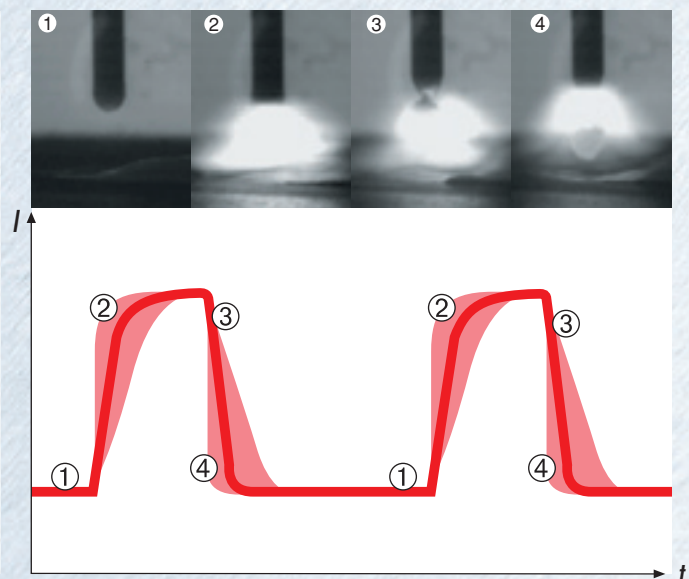 ① ② ③ ④
I
② ②
③ ③
① ④ ① ④
t